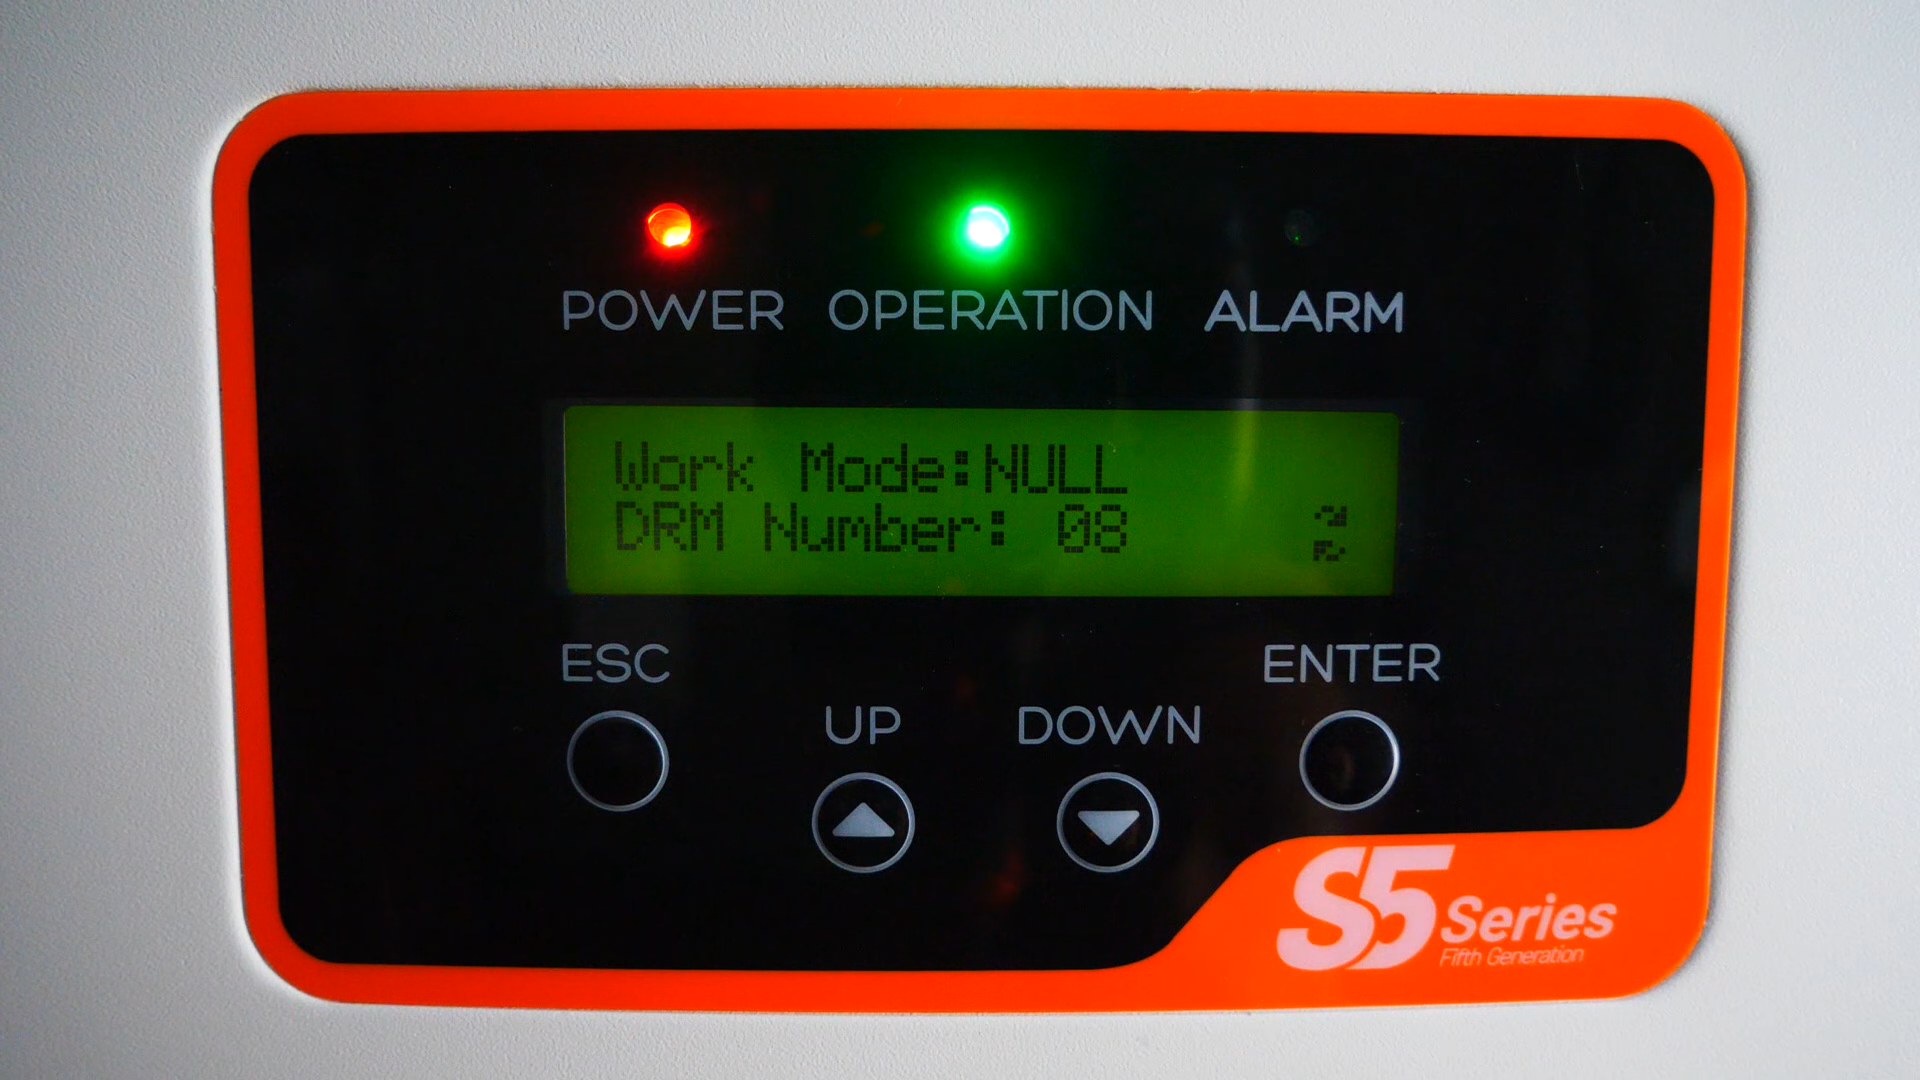 POWER OPERATION ALARM
Work Mode:NULL
DRM Number: 08
ESC
ENTER
UP
DOWN
S5 Series
Fifth Generation